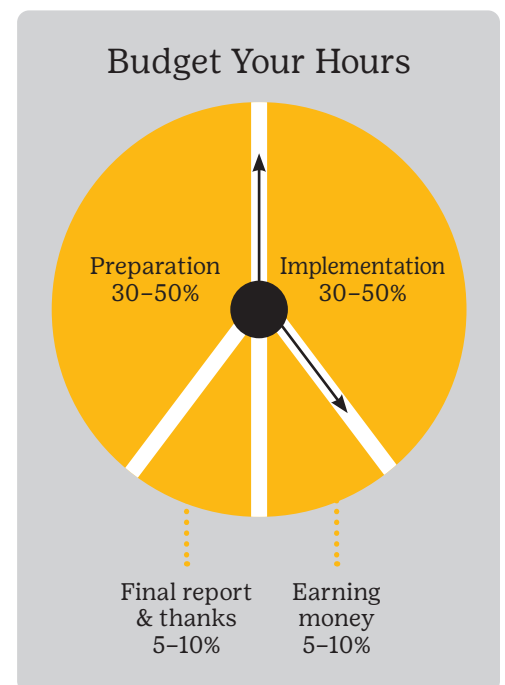 Budget Your Hours
Preparation
30–50%
Implementation
30–50%
Final report
& thanks
5–10%
Earning
money
5–10%